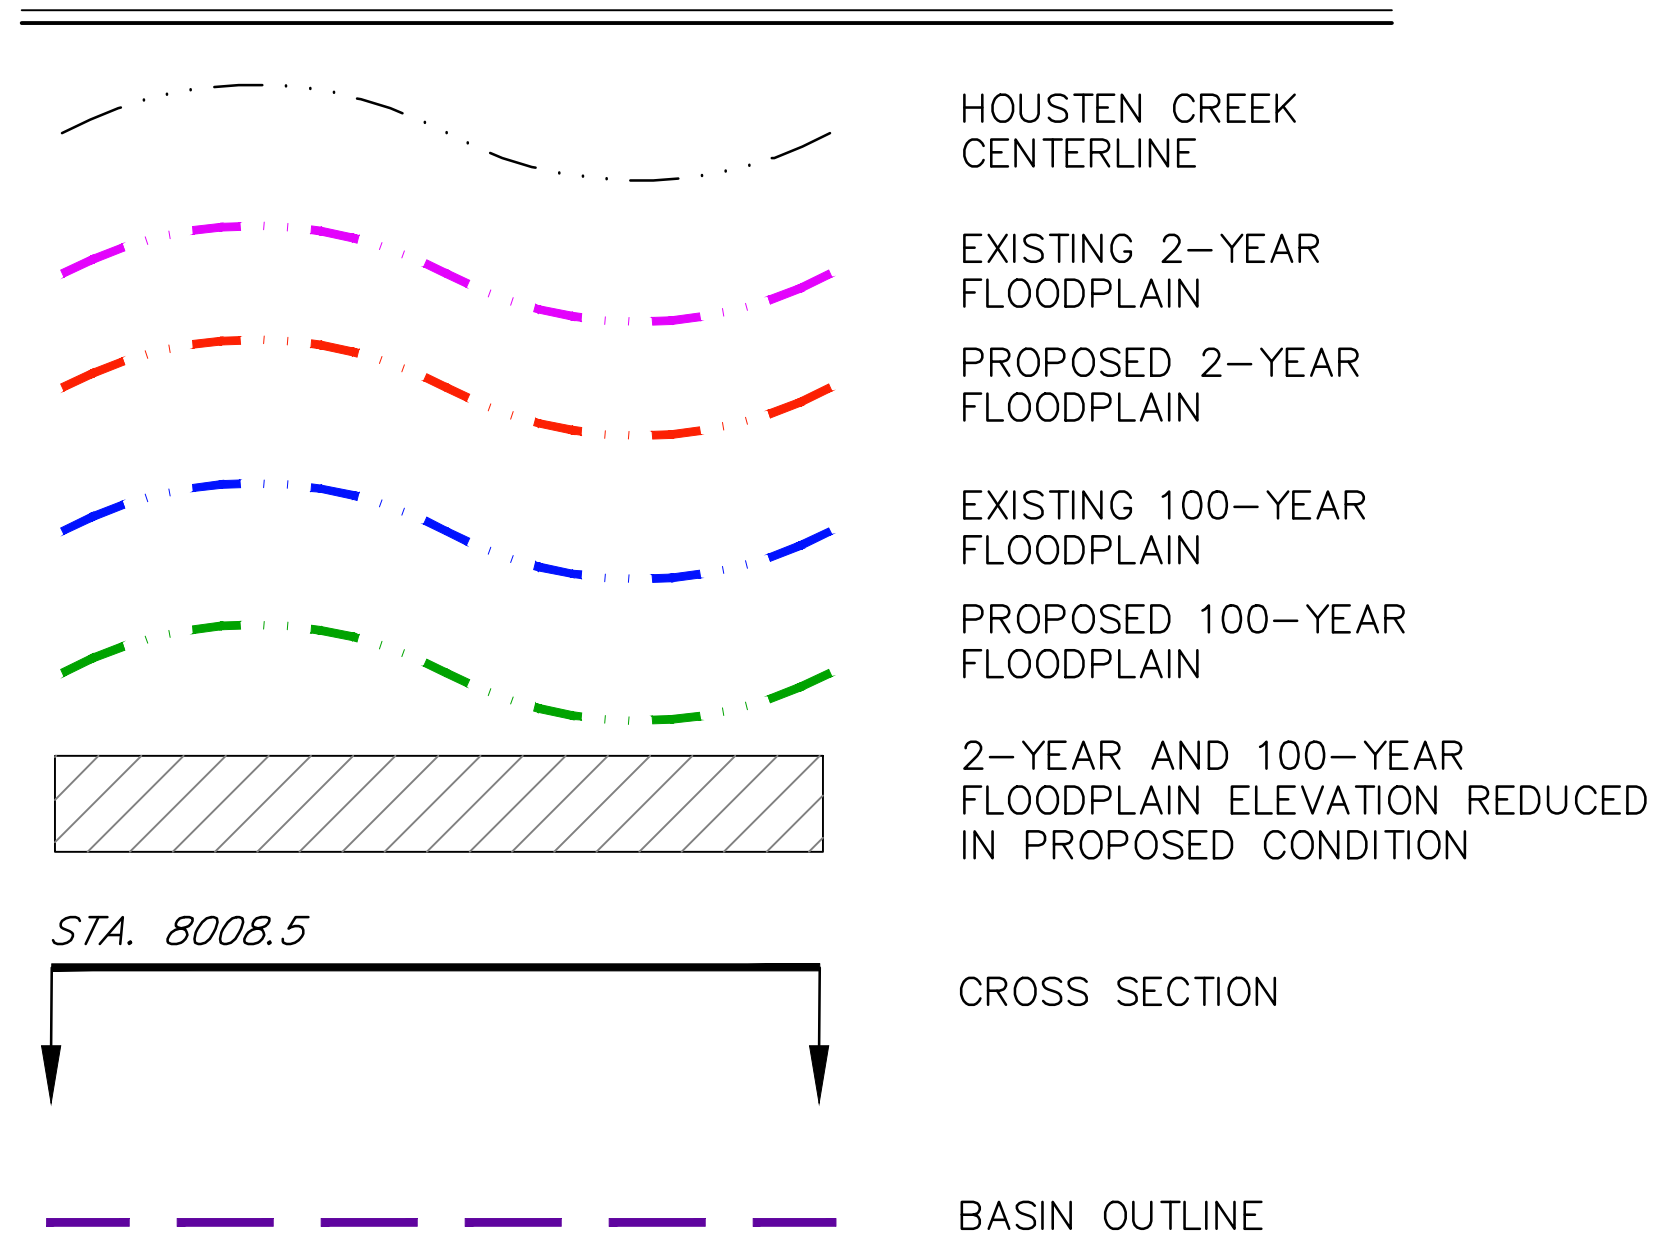 HOUSTEN CREEK
CENTERLINE
EXISTING 2-YEAR
FLOODPLAIN
PROPOSED 2-YEAR
FLOODPLAIN
EXISTING 100-YEAR
FLOODPLAIN
PROPOSED 100-YEAR
FLOODPLAIN
2-YEAR AND 100-YEAR
FLOODPLAIN ELEVATION REDUCED
IN PROPOSED CONDITION
STA. 8008.5
CROSS SECTION
BASIN OUTLINE